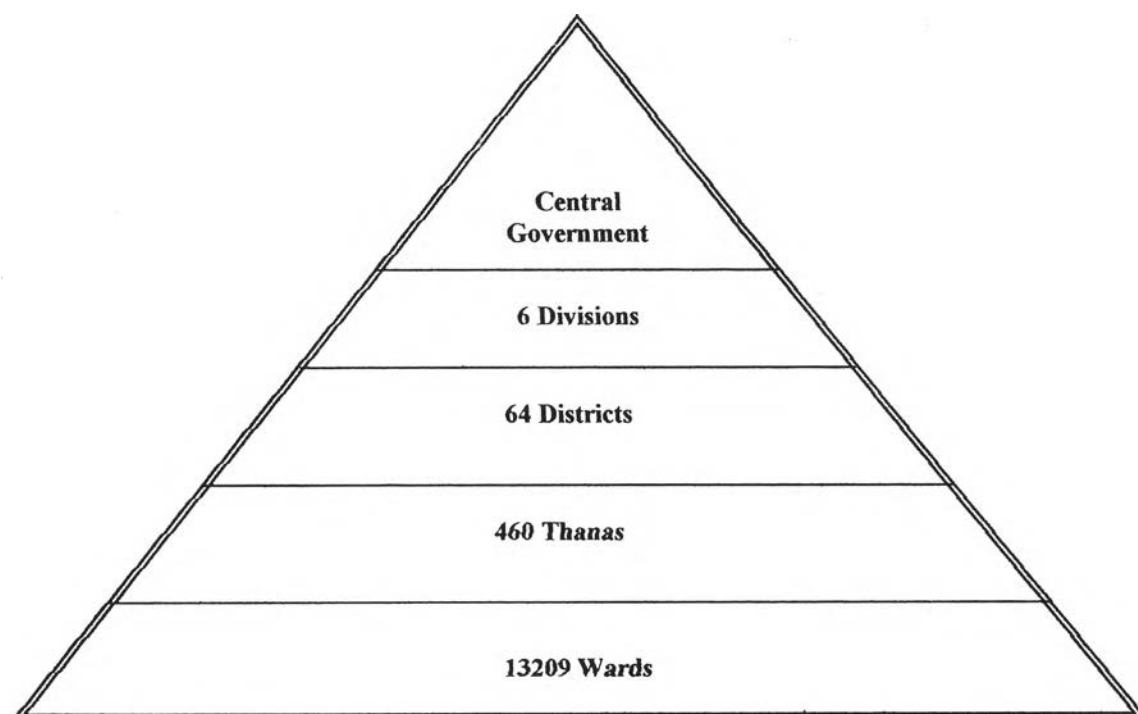 Central
Government
6 Divisions
64 Districts
460 Thanas
13209 Wards